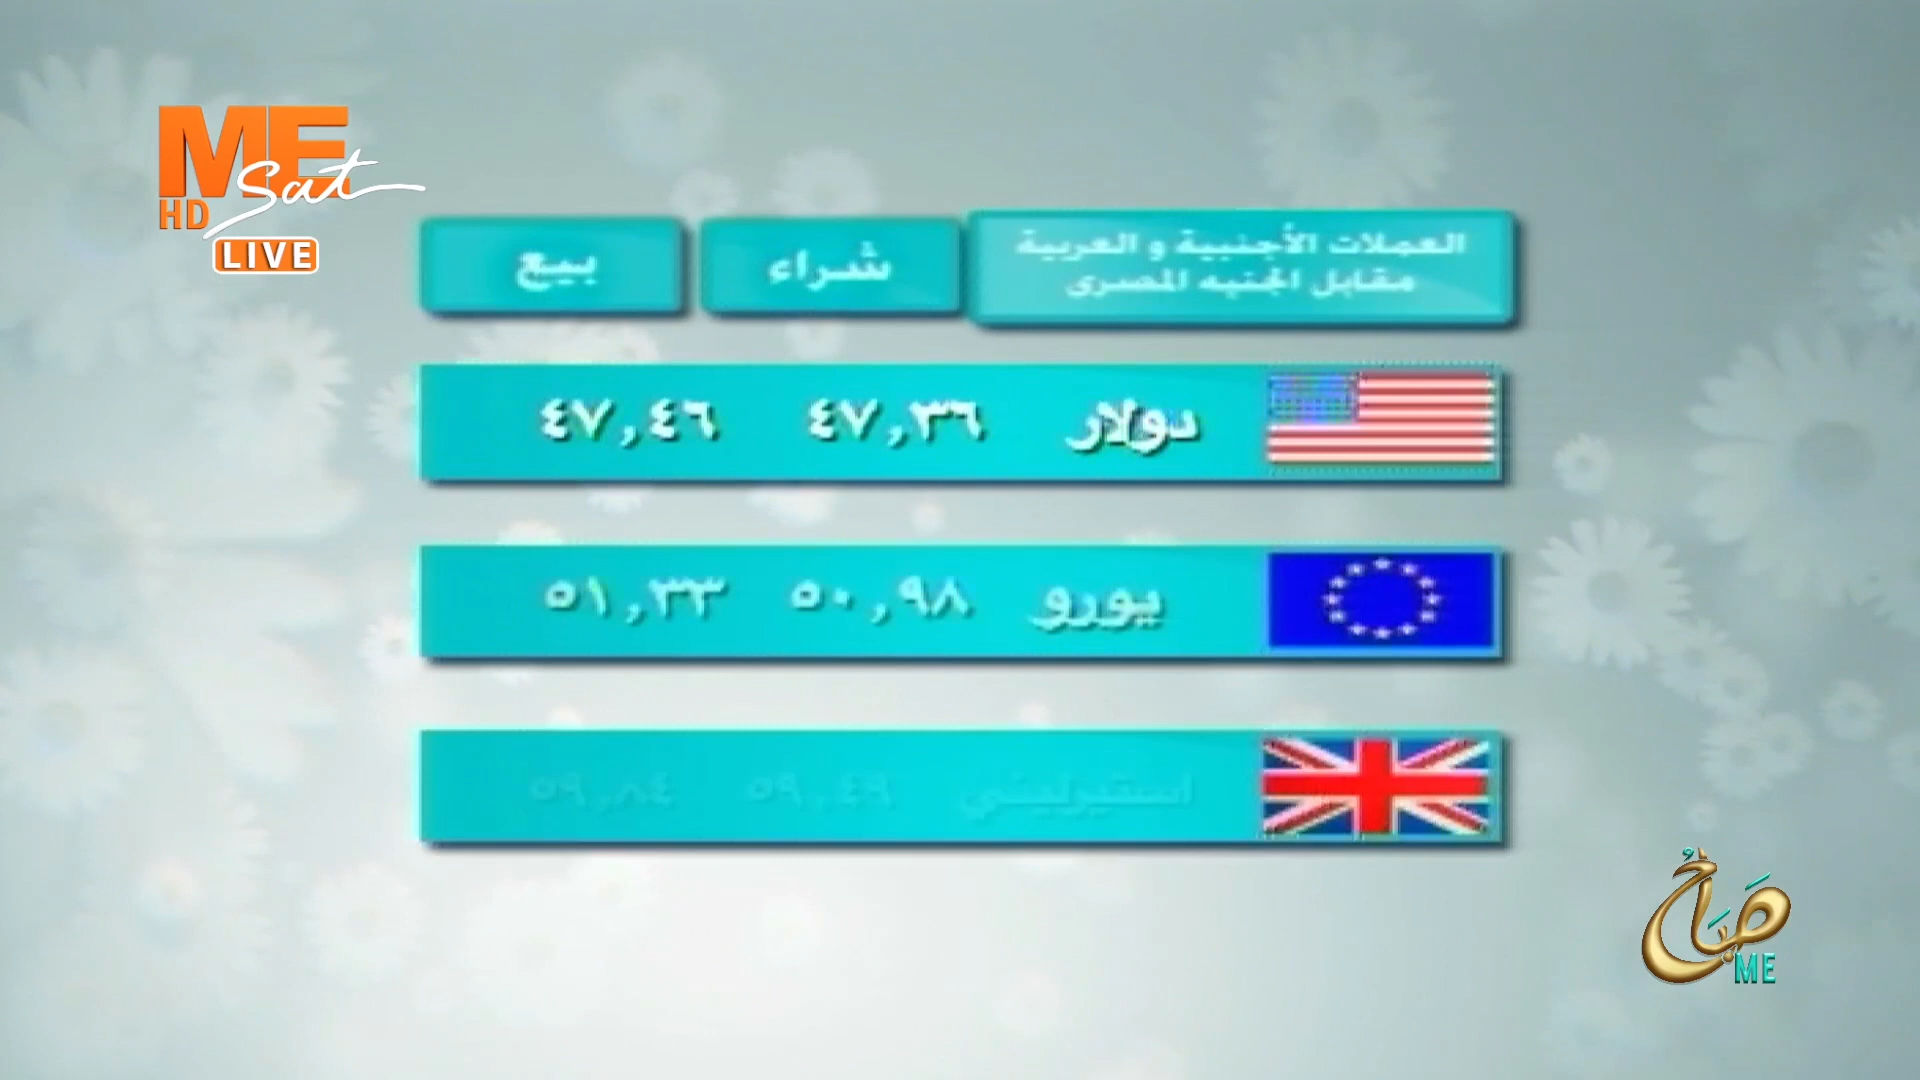 ME
Sat
HD
LIVE
العملات الأجنبية و العربية
مقابل الجنيه المصرى
شراء
بيع
دولار ٤٧,٣٦ ٤٧,٤٦
يورو ٥٠,٩٨ ٥١,٣٣
استيرليني ٥٩,٤٩ ٥٩,٨٤
صباح
ME